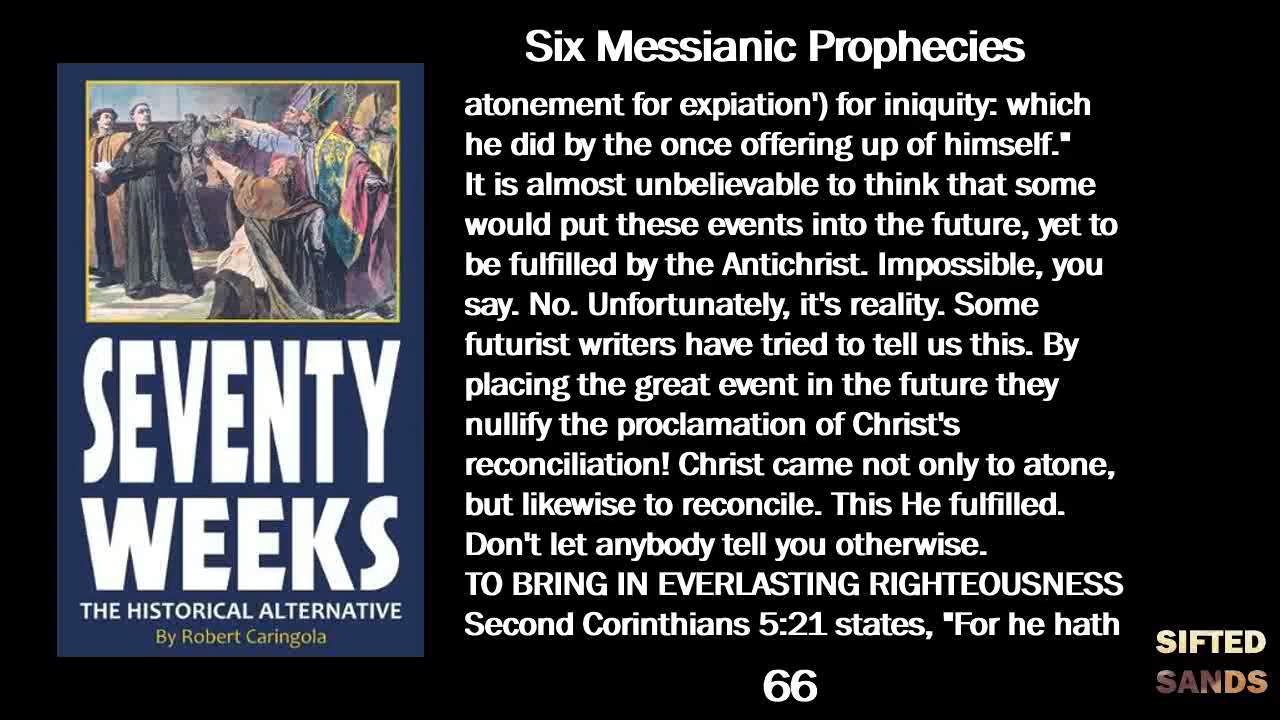 Six Messianic Prophecies
atonement for expiation') for iniquity: which
he did by the once offering up of himself."
It is almost unbelievable to think that some
would put these events into the future, yet to
be fulfilled by the Antichrist. Impossible, you
say. No. Unfortunately, it's reality. Some
futurist writers have tried to tell us this. By
placing the great event in the future they
nullify the proclamation of Christ's
reconciliation! Christ came not only to atone,
but likewise to reconcile. This He fulfilled.
Don't let anybody tell you otherwise.
TO BRING IN EVERLASTING RIGHTEOUSNESS
Second Corinthians 5:21 states, "For he hath
66
SEVENTY
WEEKS
THE HISTORICAL ALTERNATIVE
By Robert Caringola
SIFTED
SANDS